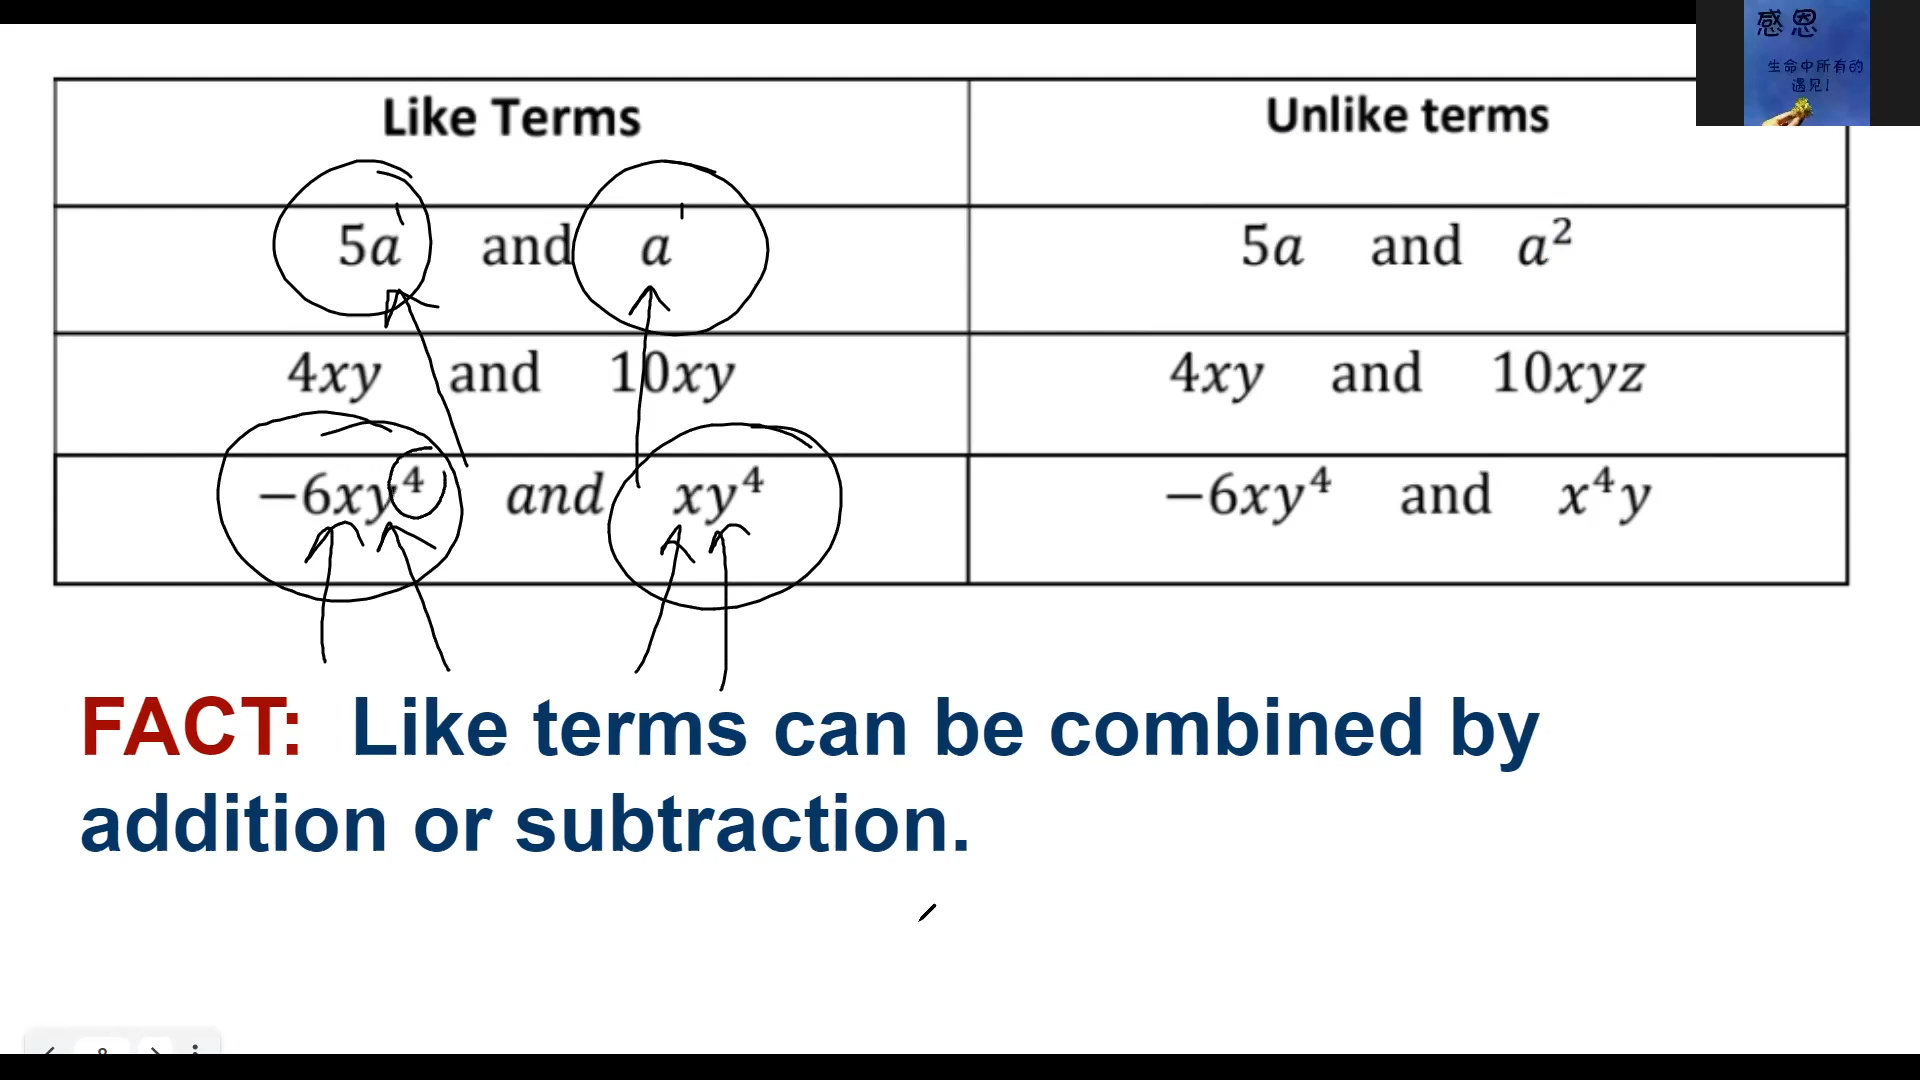 感恩
生命中所有的
遇见!
Like Terms
Unlike terms
5a and a
5a and a²
4xy and 10xy
4xy and 10xyz
−6xy⁴ and xy⁴
−6xy⁴ and x⁴y
FACT: Like terms can be combined by
addition or subtraction.